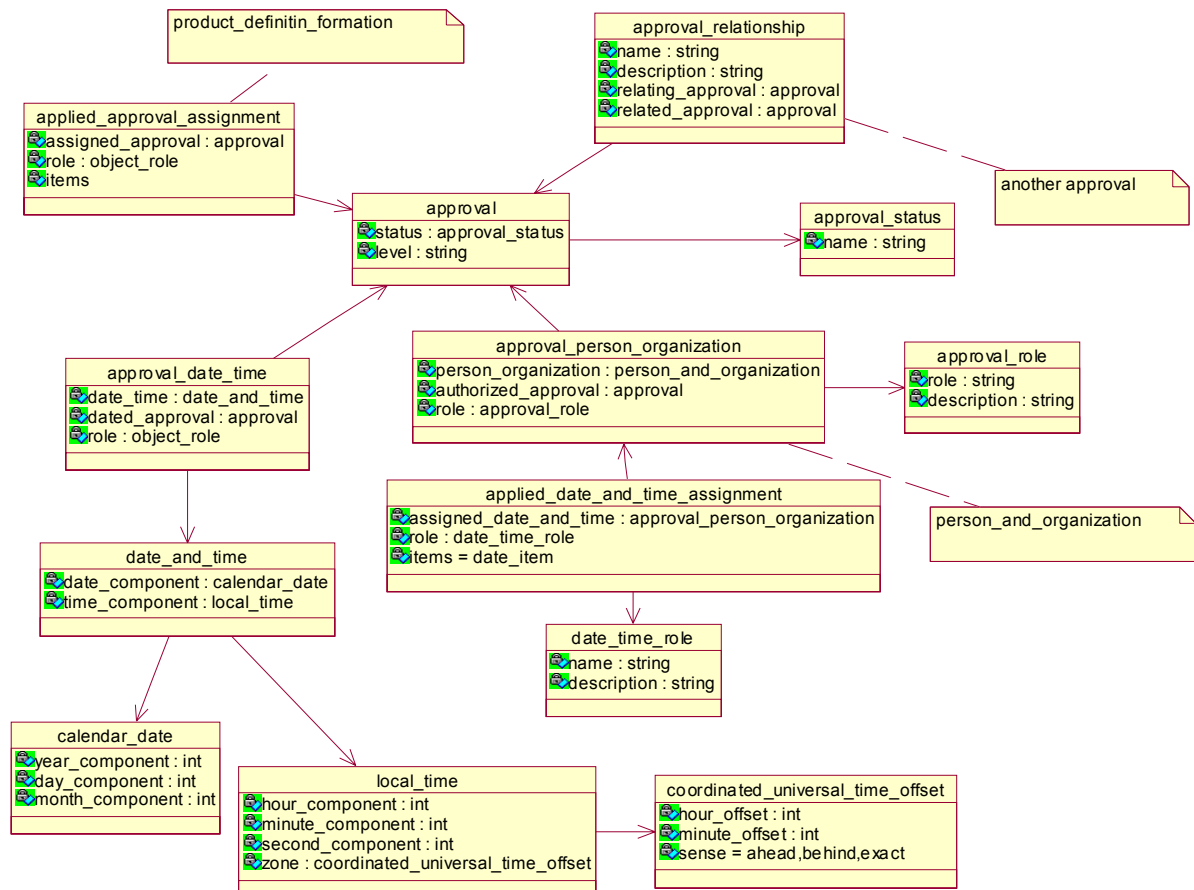 product_definitin_formation
approval_relationship
name : string
description : string
relating_approval : approval
related_approval : approval
applied_approval_assignment
assigned_approval : approval
role : object_role
items
another approval
approval
status : approval_status
level : string
approval_status
name : string
approval_person_organization
person_organization : person_and_organization
authorized_approval : approval
role : approval_role
approval_role
role : string
description : string
approval_date_time
date_time : date_and_time
dated_approval : approval
role : object_role
applied_date_and_time_assignment
assigned_date_and_time : approval_person_organization
role : date_time_role
items = date_item
person_and_organization
date_and_time
date_component : calendar_date
time_component : local_time
date_time_role
name : string
description : string
calendar_date
year_component : int
day_component : int
month_component : int
local_time
hour_component : int
minute_component : int
second_component : int
zone : coordinated_universal_time_offset
coordinated_universal_time_offset
hour_offset : int
minute_offset : int
sense = ahead,behind,exact